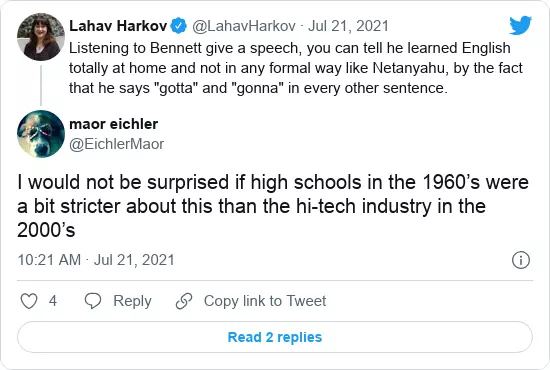 Lahav Harkov @LahavHarkov · Jul 21, 2021
Listening to Bennett give a speech, you can tell he learned English
totally at home and not in any formal way like Netanyahu, by the fact
that he says "gotta" and "gonna" in every other sentence.
maor eichler
@EichlerMaor
I would not be surprised if high schools in the 1960’s were
a bit stricter about this than the hi-tech industry in the
2000’s
10:21 AM · Jul 21, 2021
4 Reply Copy link to Tweet
Read 2 replies